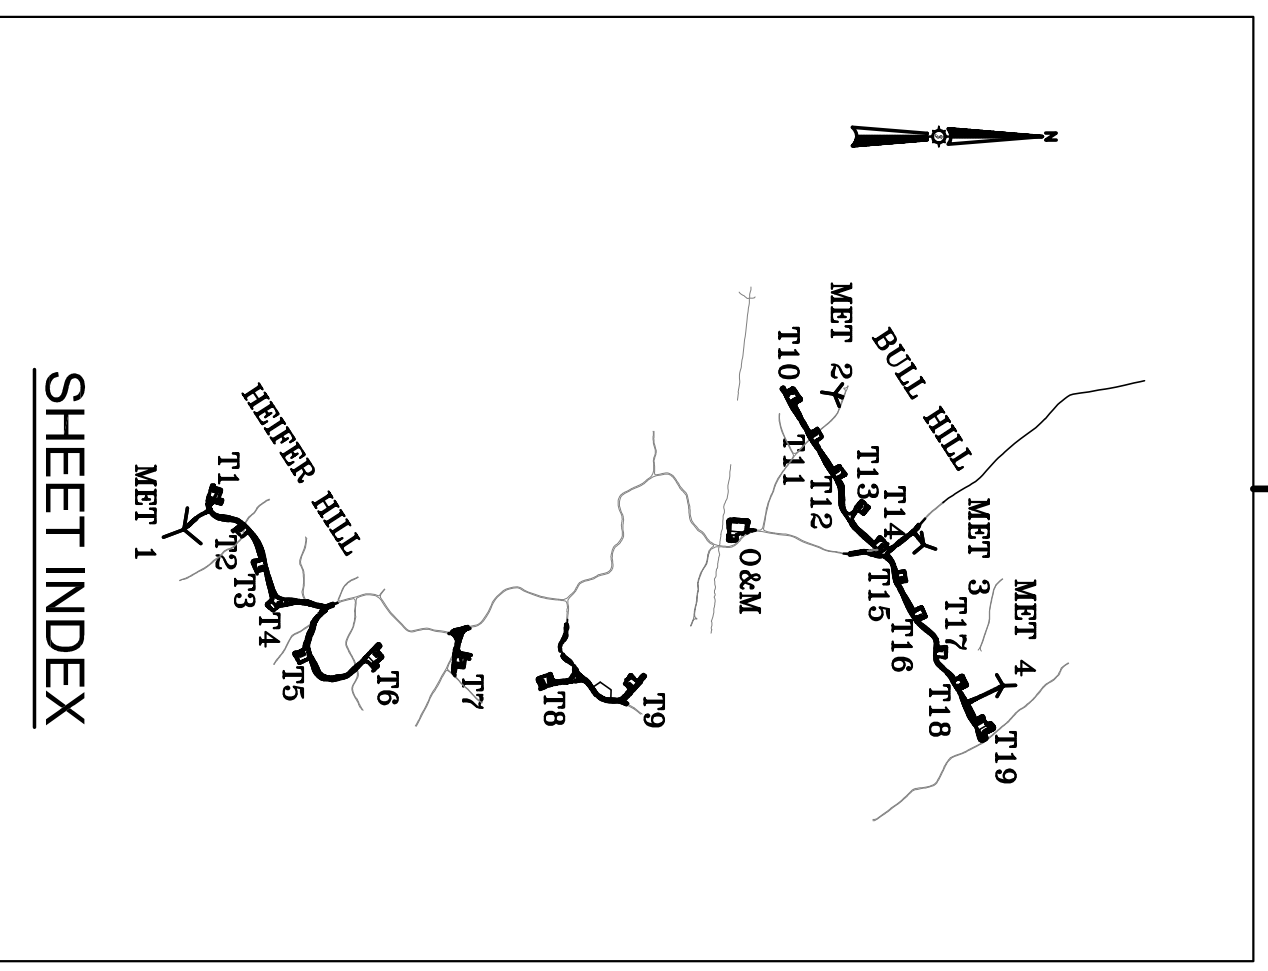 N
MET 4
MET 3
T19
T17
T18
T16
T15
T14
T13
BULL HILL
MET 2
T12
T11
T10
O&M
T9
T8
T7
T6
T5
HEIFER HILL
T4
T3
T2
T1
MET 1
SHEET INDEX